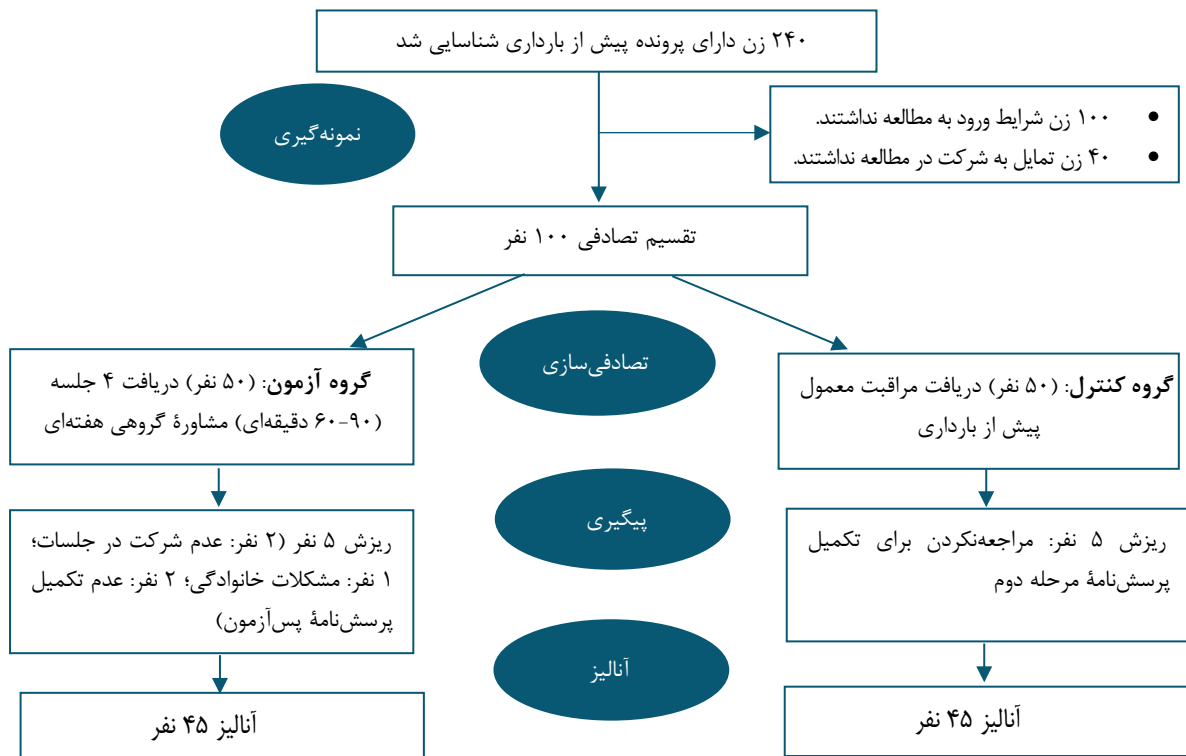 ۲۴۰ زن دارای پرونده پیش از بارداری شناسایی شد
نمونه‌گیری
• ۱۰۰ زن شرایط ورود به مطالعه نداشتند.
• ۴۰ زن تمایل به شرکت در مطالعه نداشتند.
تقسیم تصادفی ۱۰۰ نفر
تصادفی‌سازی
گروه کنترل: (۵۰ نفر) دریافت مراقبت معمول
پیش از بارداری
گروه آزمون: (۵۰ نفر) دریافت ۴ جلسه
(۹۰-۶۰ دقیقه‌ای) مشاورهٔ گروهی هفته‌ای
پیگیری
ریزش ۵ نفر: مراجعه‌نکردن برای تکمیل
پرسش‌نامهٔ مرحله دوم
ریزش ۵ نفر (۲ نفر: عدم شرکت در جلسات؛
۱ نفر: مشکلات خانوادگی؛ ۲ نفر: عدم تکمیل
پرسش‌نامهٔ پس‌آزمون)
آنالیز
آنالیز ۴۵ نفر
آنالیز ۴۵ نفر